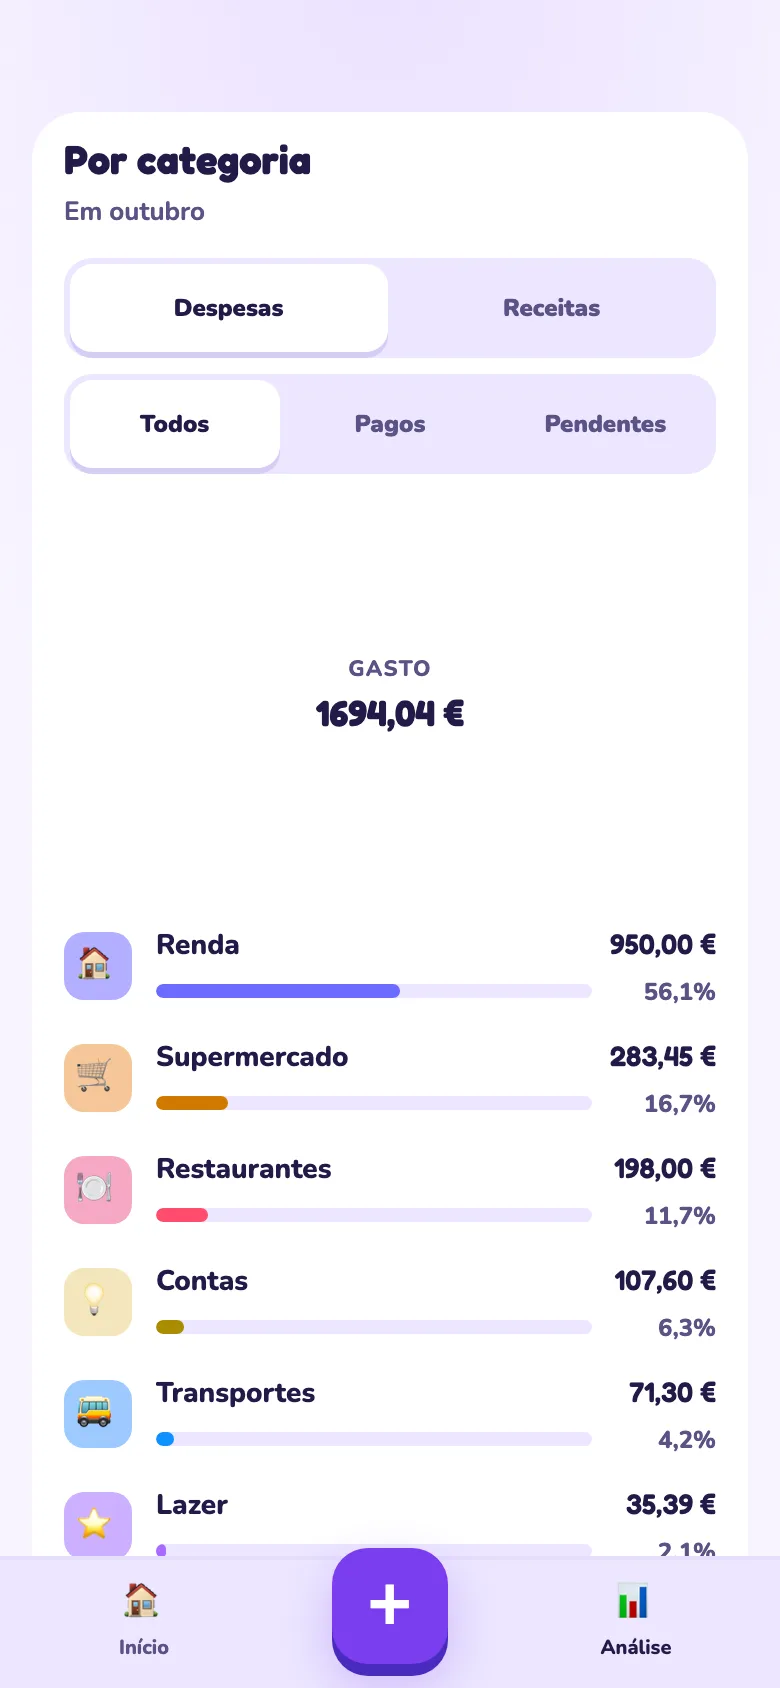 Por categoria
Em outubro
Despesas Receitas
Todos Pagos Pendentes
GASTO
1694,04 €
Renda 950,00 €
56,1%
Supermercado 283,45 €
16,7%
Restaurantes 198,00 €
11,7%
Contas 107,60 €
6,3%
Transportes 71,30 €
4,2%
Lazer 35,39 €
2,1%
+
Início Análise